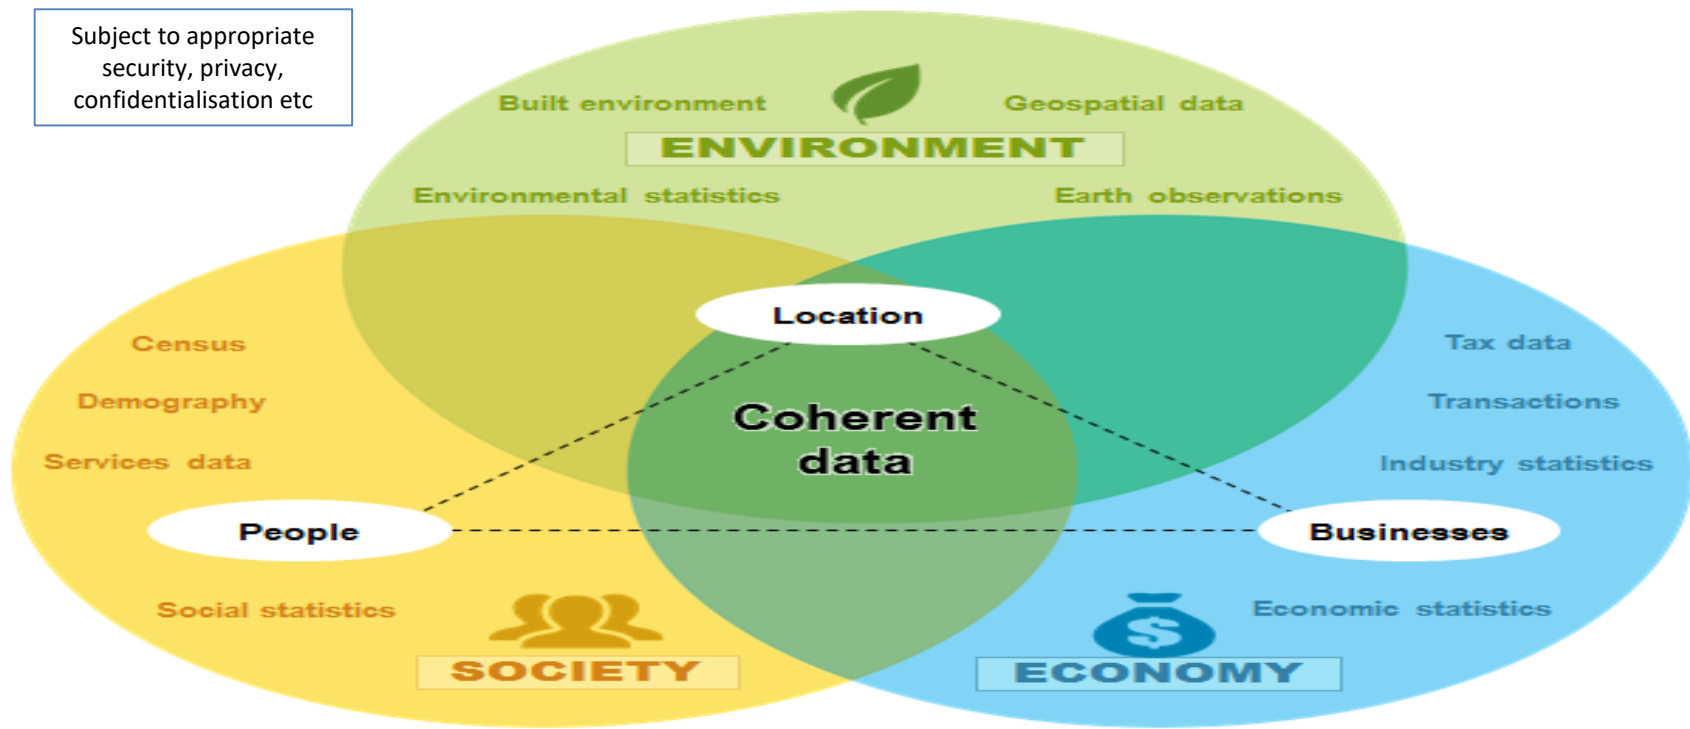 Subject to appropriate
security, privacy,
confidentialisation etc
Built environment
Geospatial data
ENVIRONMENT
Environmental statistics
Earth observations
Location
Census
Tax data
Demography
Transactions
Coherent
data
Services data
Industry statistics
People
Businesses
Social statistics
Economic statistics
$
SOCIETY
ECONOMY